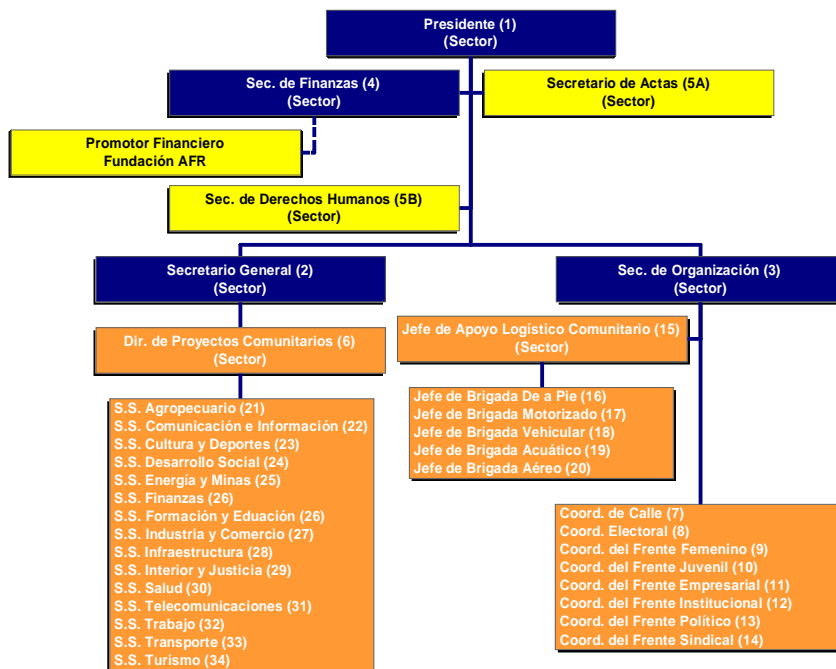 Presidente (1)
(Sector)
Sec. de Finanzas (4)
(Sector)
Secretario de Actas (5A)
(Sector)
Promotor Financiero
Fundación AFR
Sec. de Derechos Humanos (5B)
(Sector)
Secretario General (2)
(Sector)
Sec. de Organización (3)
(Sector)
Dir. de Proyectos Comunitarios (6)
(Sector)
Jefe de Apoyo Logístico Comunitario (15)
(Sector)
S.S. Agropecuario (21)
S.S. Comunicación e Información (22)
S.S. Cultura y Deportes (23)
S.S. Desarrollo Social (24)
S.S. Energía y Minas (25)
S.S. Finanzas (26)
S.S. Formación y Eduación (26)
S.S. Industria y Comercio (27)
S.S. Infraestructura (28)
S.S. Interior y Justicia (29)
S.S. Salud (30)
S.S. Telecomunicaciones (31)
S.S. Trabajo (32)
S.S. Transporte (33)
S.S. Turismo (34)
Jefe de Brigada De a Pie (16)
Jefe de Brigada Motorizado (17)
Jefe de Brigada Vehicular (18)
Jefe de Brigada Acuático (19)
Jefe de Brigada Aéreo (20)
Coord. de Calle (7)
Coord. Electoral (8)
Coord. del Frente Femenino (9)
Coord. del Frente Juvenil (10)
Coord. del Frente Empresarial (11)
Coord. del Frente Institucional (12)
Coord. del Frente Político (13)
Coord. del Frente Sindical (14)